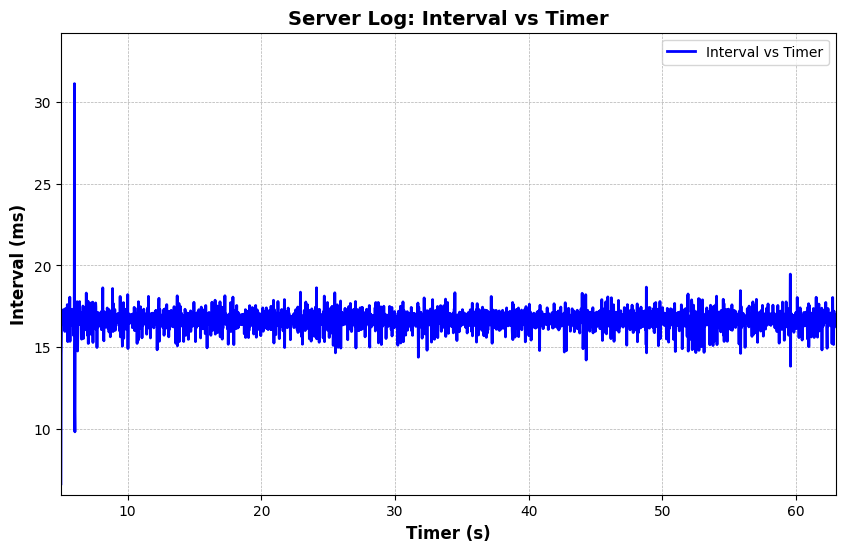 Server Log: Interval vs Timer
Interval vs Timer
30
25
20
15
10
Interval (ms)
10 20 30 40 50 60
Timer (s)